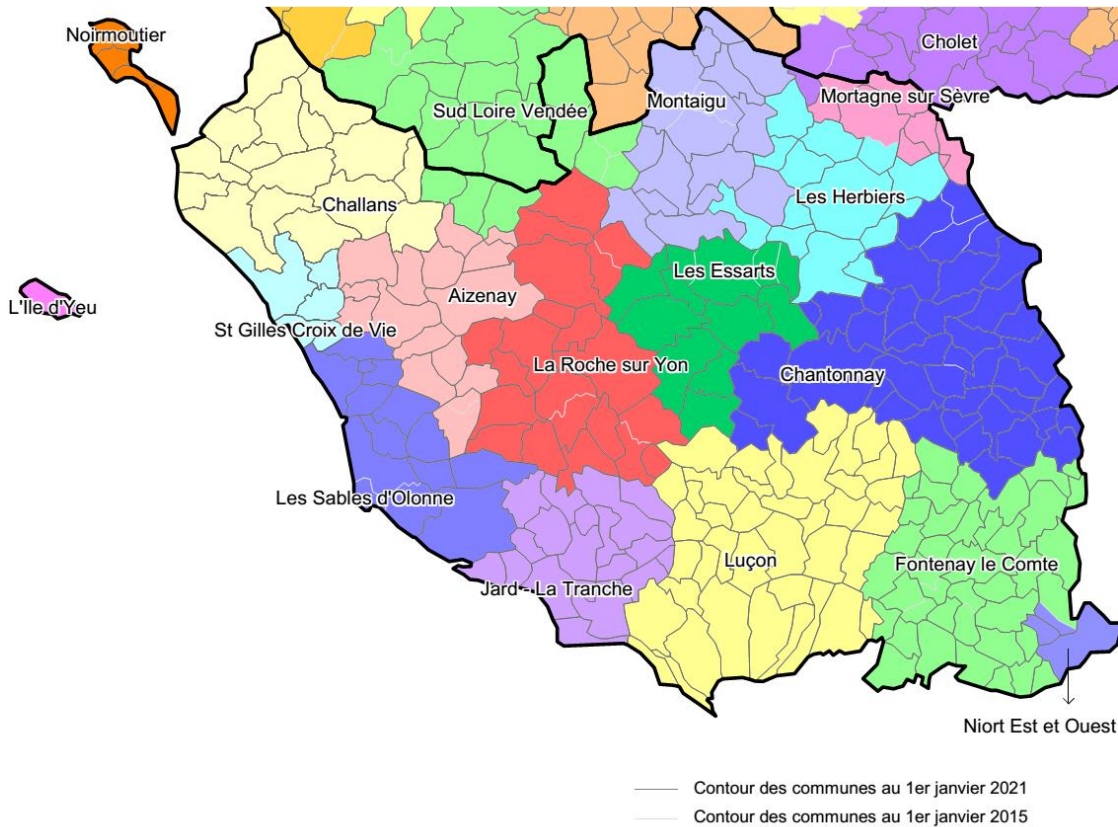 Noirmoutier
Cholet
Sud Loire Vendée
Montaigu
Mortagne sur Sèvre
Challans
Les Herbiers
Les Essarts
L'Ile d'Yeu
Aizenay
St Gilles Croix de Vie
La Roche sur Yon
Chantonnay
Les Sables d'Olonne
Luçon
Fontenay le Comte
Jard - La Tranche
Niort Est et Ouest
Contour des communes au 1er janvier 2021
Contour des communes au 1er janvier 2015